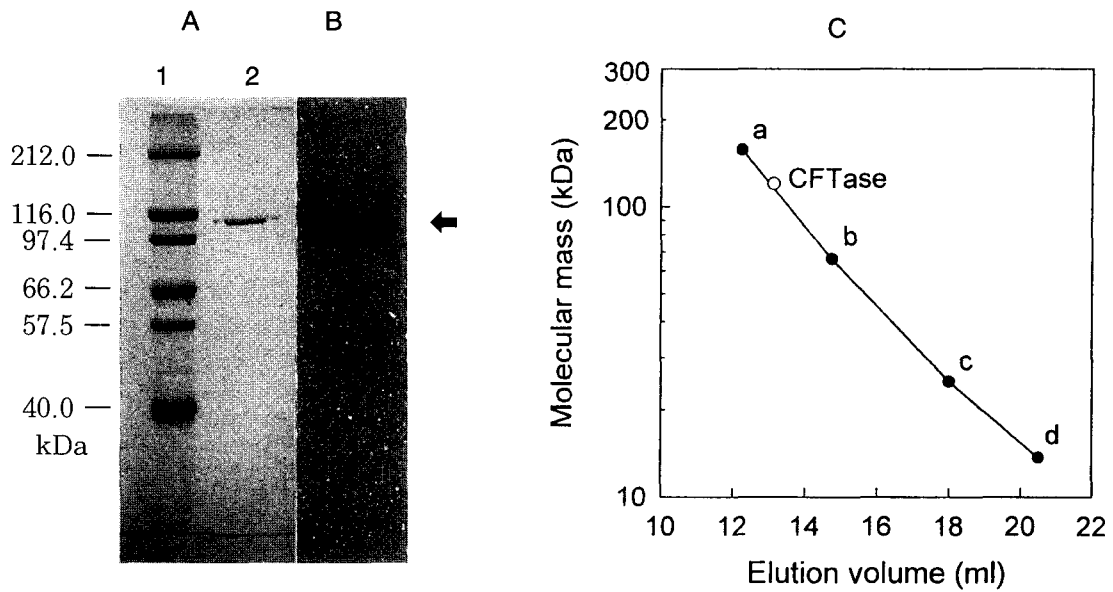 A
B
1
2
212.0
116.0
97.4
66.2
57.5
40.0
kDa
C
Molecular mass (kDa)
300
200
100
10
a
CFTase
b
c
d
10 12 14 16 18 20 22
Elution volume (ml)